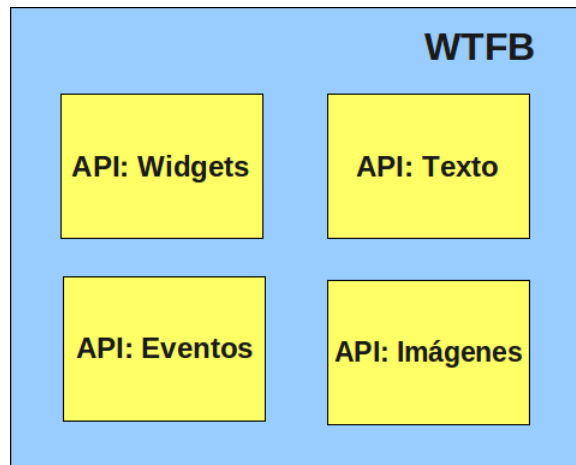 WTFB
API: Widgets
API: Texto
API: Eventos
API: Imágenes